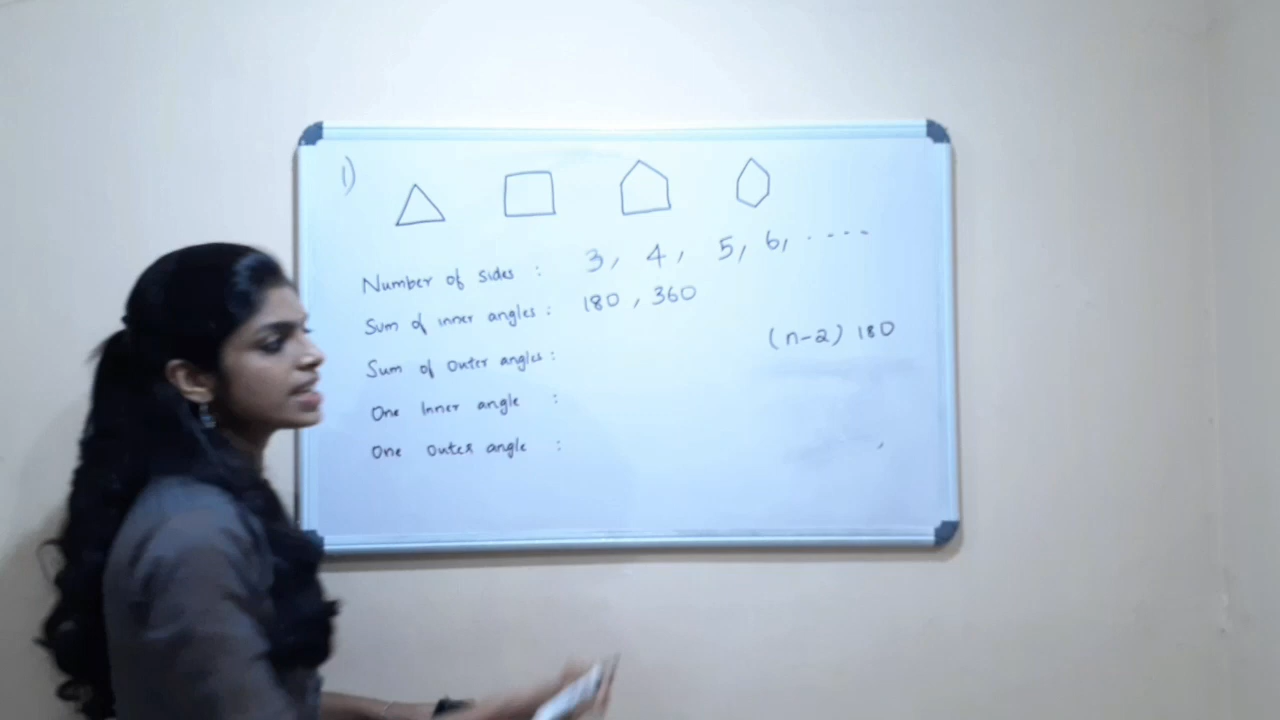 1)
Number of sides : 3, 4, 5, 6, .....
Sum of inner angles : 180, 360
(n-2) 180
Sum of outer angles :
One Inner angle :
One outer angle :